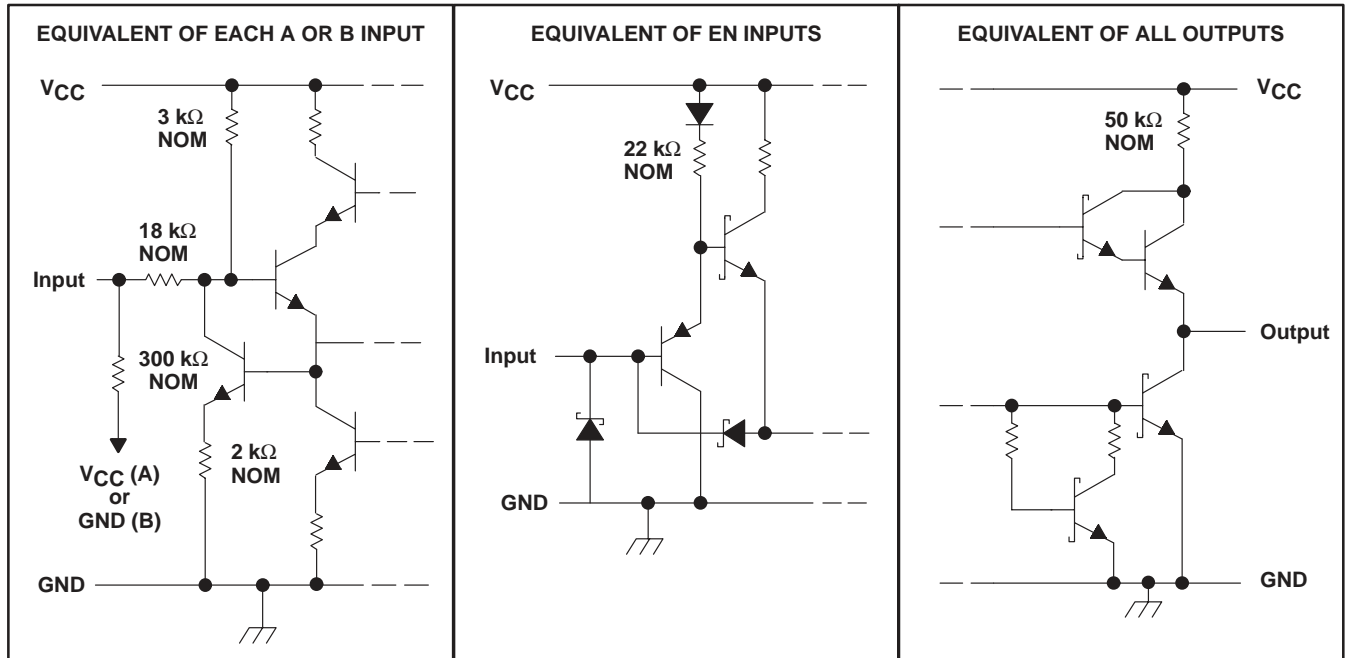 EQUIVALENT OF EACH A OR B INPUT
VCC
3 kΩ
NOM
18 kΩ
NOM
Input
300 kΩ
NOM
2 kΩ
NOM
VCC (A)
or
GND (B)
GND
EQUIVALENT OF EN INPUTS
VCC
22 kΩ
NOM
Input
GND
EQUIVALENT OF ALL OUTPUTS
VCC
50 kΩ
NOM
Output
GND